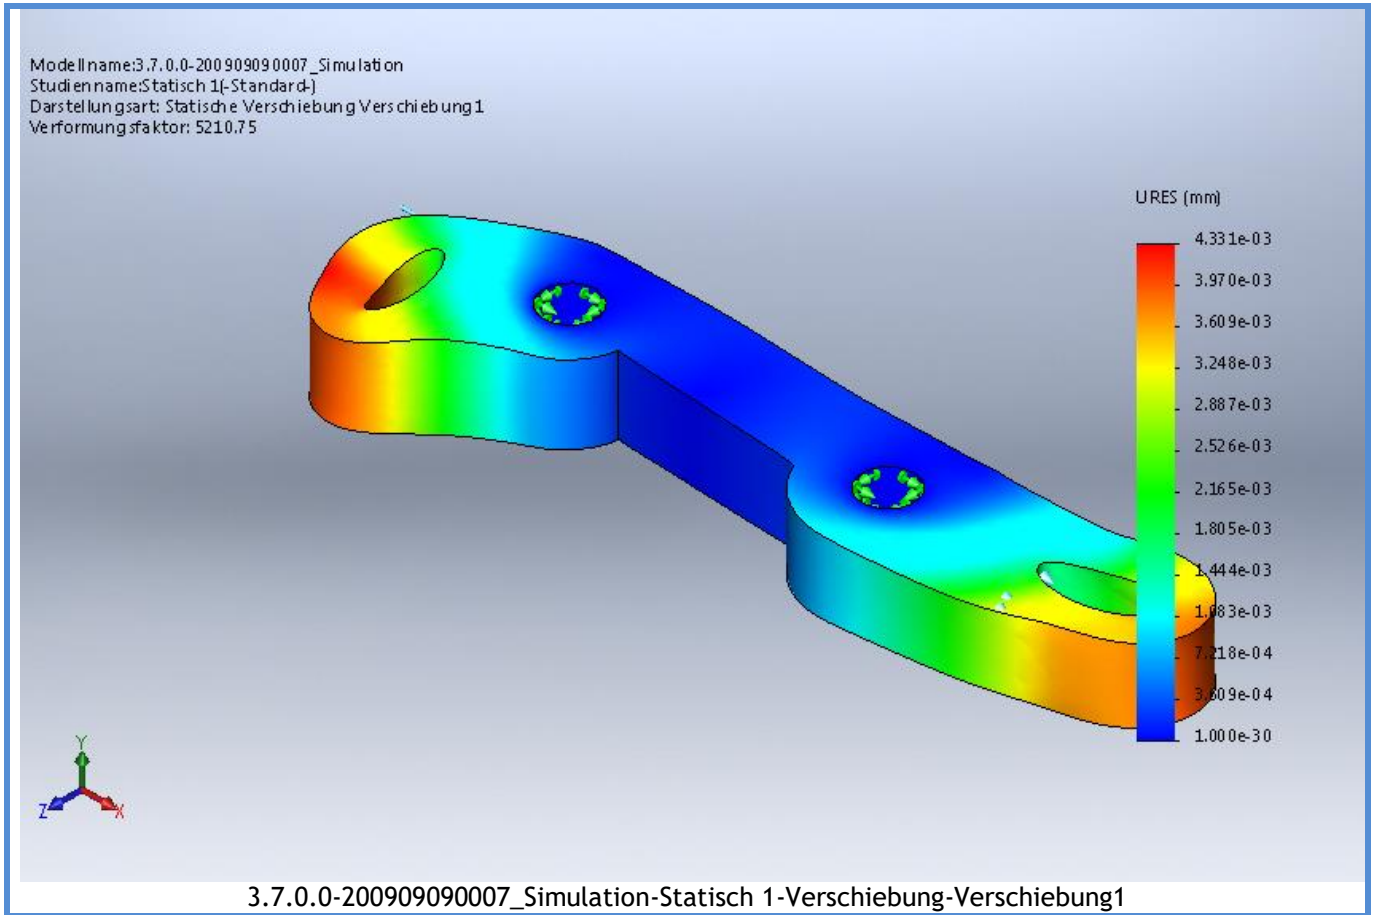 Modellname:3.7.0.0-200909090007_Simulation
Studienname:Statisch 1(-Standard-)
Darstellungsart: Statische Verschiebung Verschiebung1
Verformungsfaktor: 5210.75
URES (mm)
4.331e-03
3.970e-03
3.609e-03
3.248e-03
2.887e-03
2.526e-03
2.165e-03
1.805e-03
1.444e-03
1.083e-03
7.218e-04
3.609e-04
1.000e-30
Y
Z
X
3.7.0.0-200909090007_Simulation-Statisch 1-Verschiebung-Verschiebung1